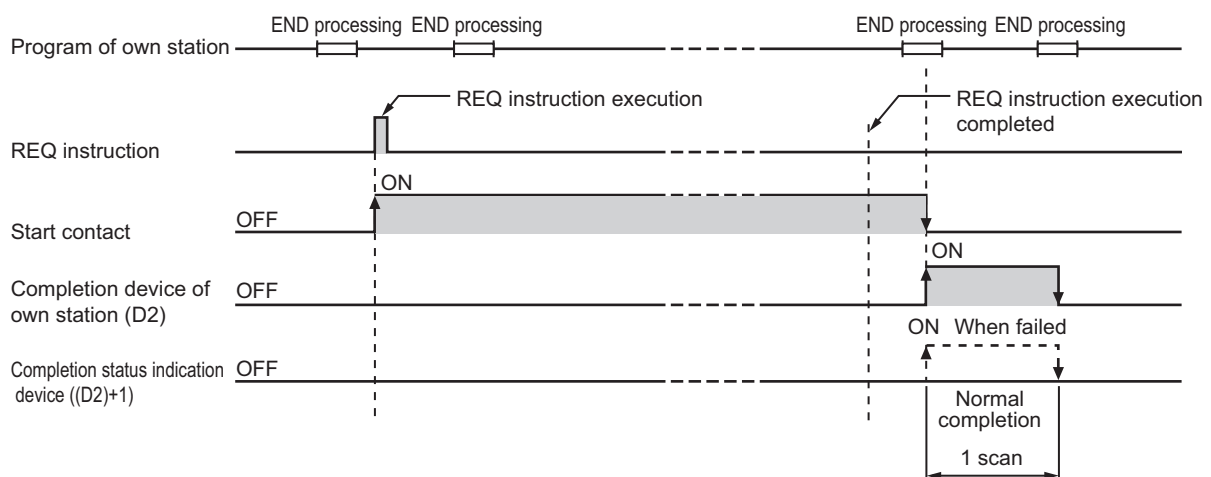 END processing END processing END processing END processing
Program of own station
REQ instruction execution
REQ instruction execution
completed
REQ instruction
ON
OFF
Start contact
ON
Completion device of
own station (D2)
OFF
ON When failed
Completion status indication
device ((D2)+1)
OFF
Normal
completion
1 scan